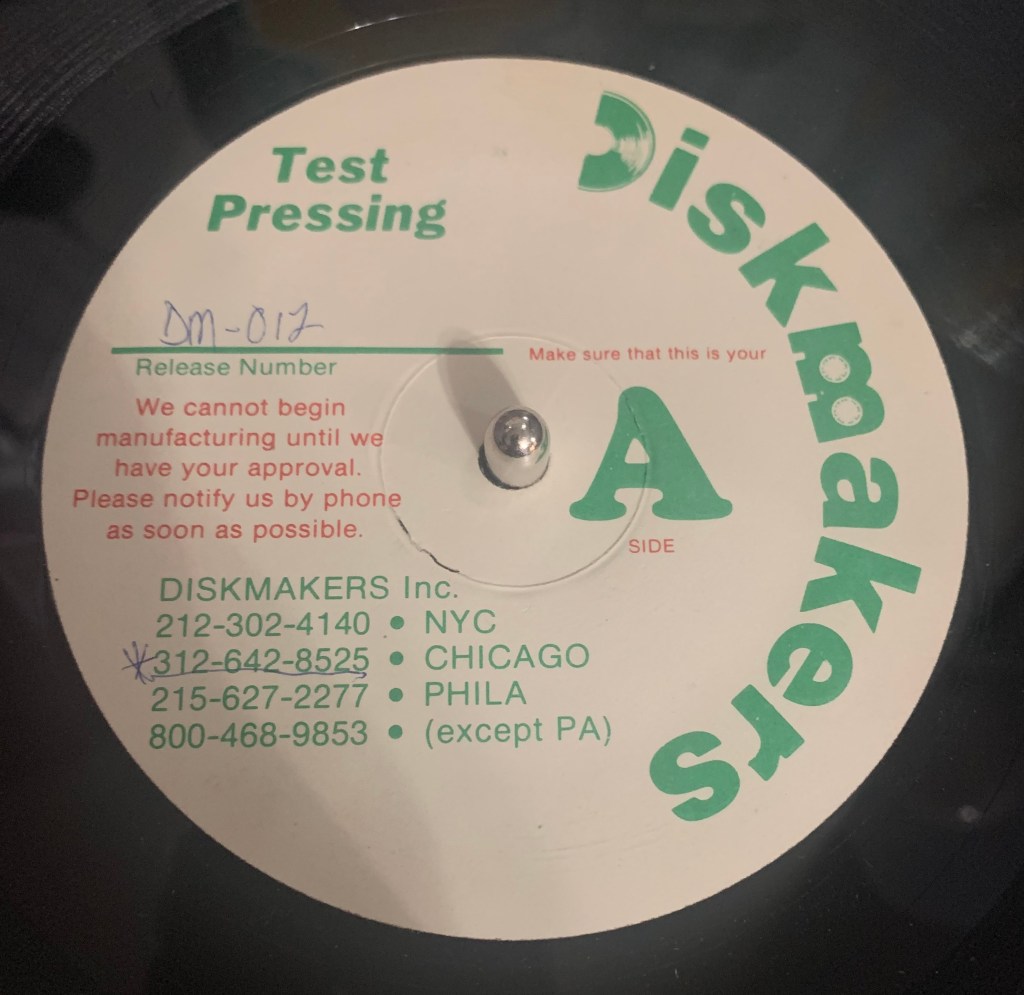 Diskmakers
Test
Pressing
DM-012
Release Number
Make sure that this is your
A
SIDE
We cannot begin
manufacturing until we
have your approval.
Please notify us by phone
as soon as possible.
DISKMAKERS Inc.
212-302-4140 • NYC
*312-642-8525 • CHICAGO
215-627-2277 • PHILA
800-468-9853 • (except PA)